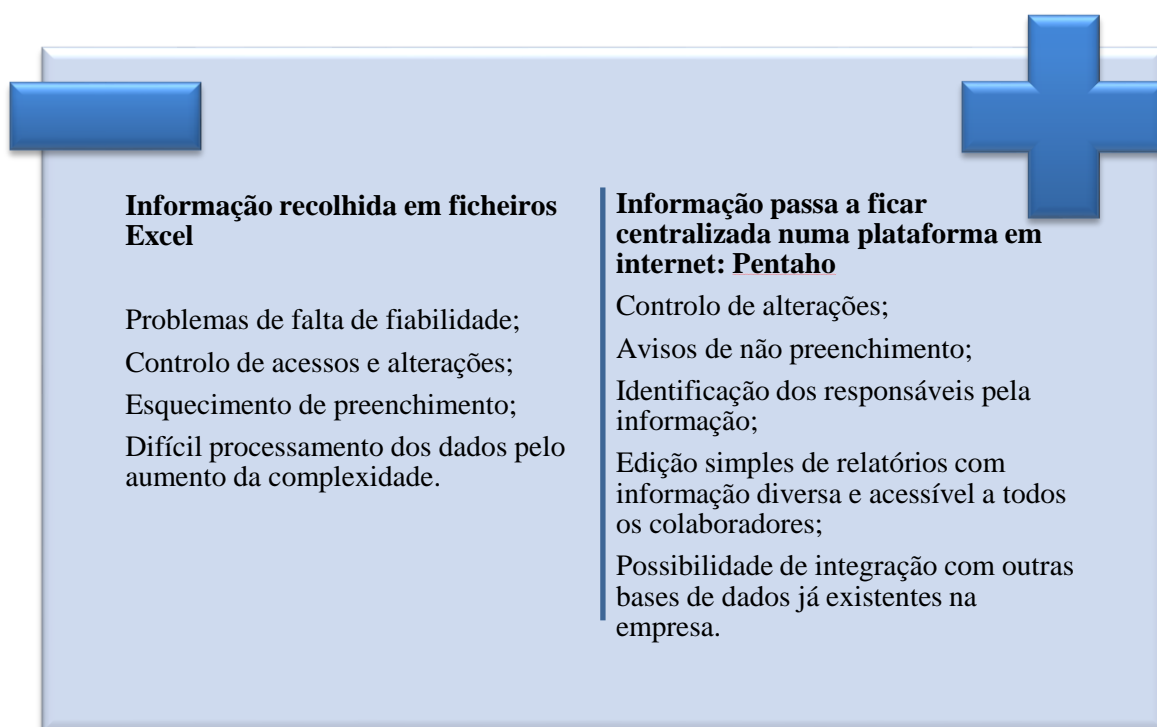 Informação recolhida em ficheiros
Excel
Problemas de falta de fiabilidade;
Controlo de acessos e alterações;
Esquecimento de preenchimento;
Difícil processamento dos dados pelo
aumento da complexidade.
Informação passa a ficar
centralizada numa plataforma em
internet: Pentaho
Controlo de alterações;
Avisos de não preenchimento;
Identificação dos responsáveis pela
informação;
Edição simples de relatórios com
informação diversa e acessível a todos
os colaboradores;
Possibilidade de integração com outras
bases de dados já existentes na
empresa.